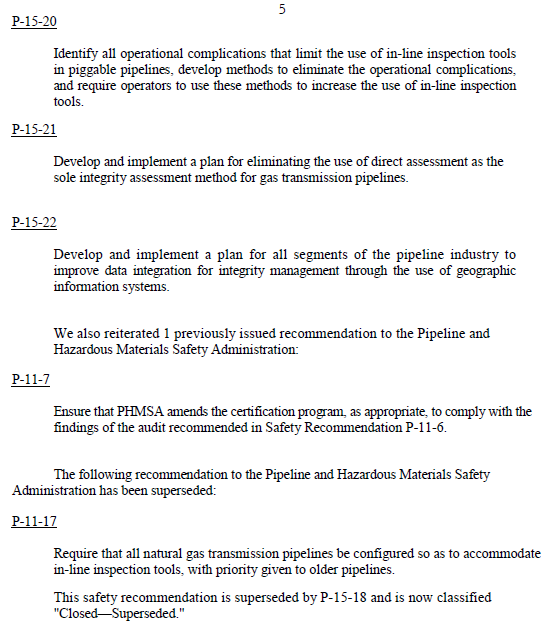 5
P-15-20
Identify all operational complications that limit the use of in-line inspection tools
in piggable pipelines, develop methods to eliminate the operational complications,
and require operators to use these methods to increase the use of in-line inspection
tools.
P-15-21
Develop and implement a plan for eliminating the use of direct assessment as the
sole integrity assessment method for gas transmission pipelines.
P-15-22
Develop and implement a plan for all segments of the pipeline industry to
improve data integration for integrity management through the use of geographic
information systems.
We also reiterated 1 previously issued recommendation to the Pipeline and
Hazardous Materials Safety Administration:
P-11-7
Ensure that PHMSA amends the certification program, as appropriate, to comply with the
findings of the audit recommended in Safety Recommendation P-11-6.
The following recommendation to the Pipeline and Hazardous Materials Safety
Administration has been superseded:
P-11-17
Require that all natural gas transmission pipelines be configured so as to accommodate
in-line inspection tools, with priority given to older pipelines.
This safety recommendation is superseded by P-15-18 and is now classified
"Closed—Superseded."